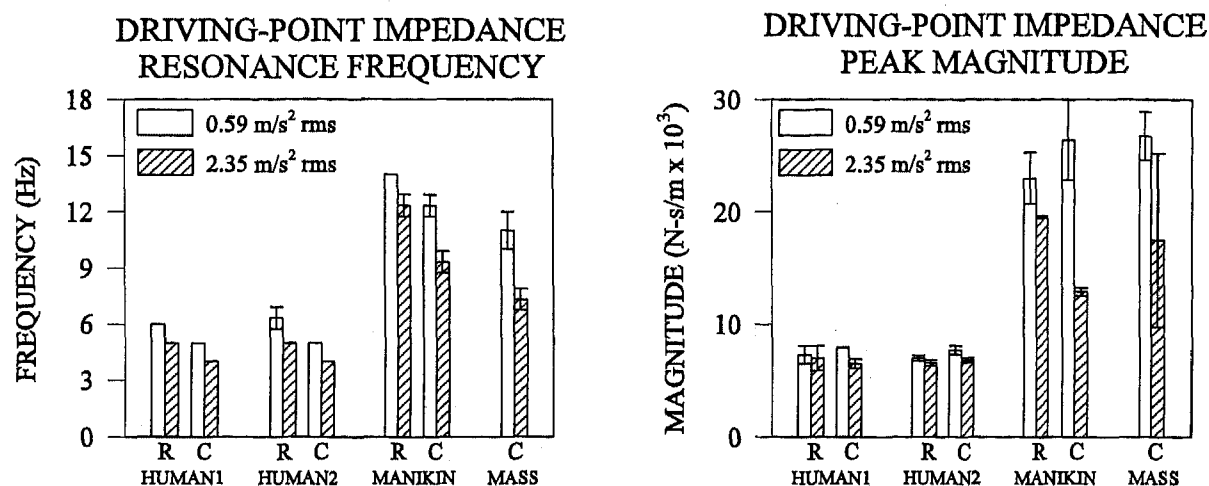 DRIVING-POINT IMPEDANCE
RESONANCE FREQUENCY
FREQUENCY (Hz)
18
15
12
9
6
3
0
0.59 m/s² rms
2.35 m/s² rms
R C R C R C C
HUMAN1 HUMAN2 MANIKIN MASS
DRIVING-POINT IMPEDANCE
PEAK MAGNITUDE
MAGNITUDE (N-s/m x 10³)
30
20
10
0
0.59 m/s² rms
2.35 m/s² rms
R C R C R C C
HUMAN1 HUMAN2 MANIKIN MASS